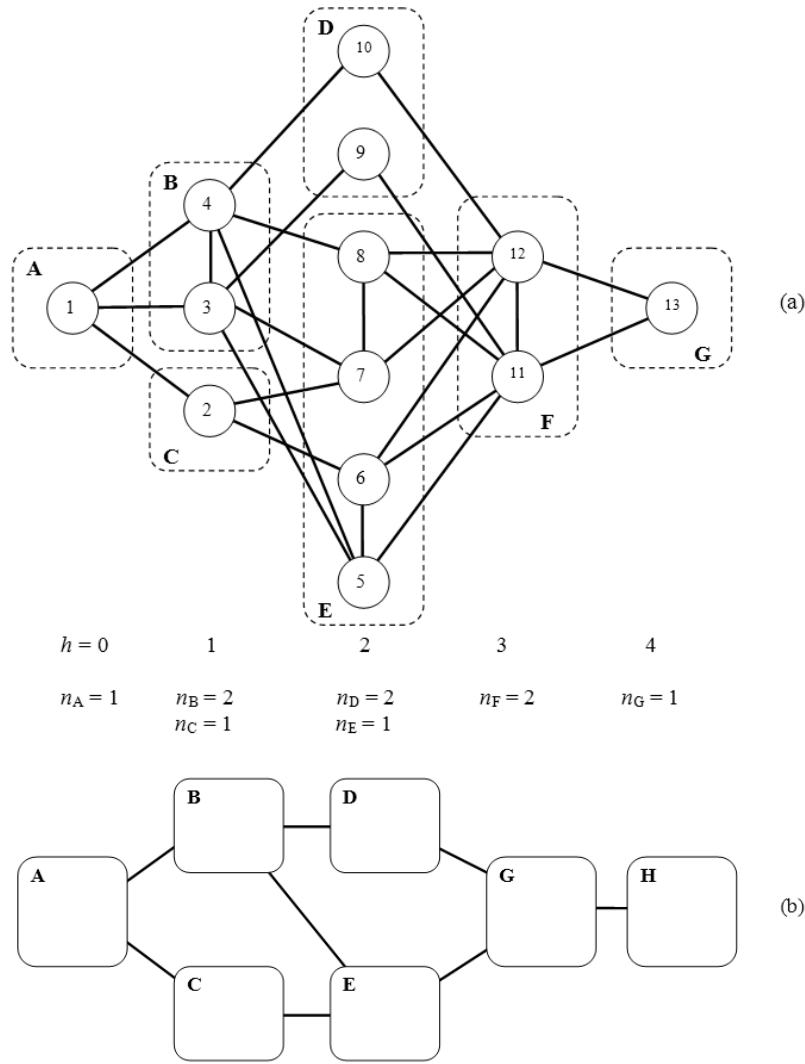 D
10
9
B
4
8
12
A
1
3
13
(a)
7
11
G
2
F
C
6
5
E
h = 0 1 2 3 4
nA = 1 nB = 2 nD = 2 nF = 2 nG = 1
nC = 1 nE = 1
B D
A G H
(b)
C E